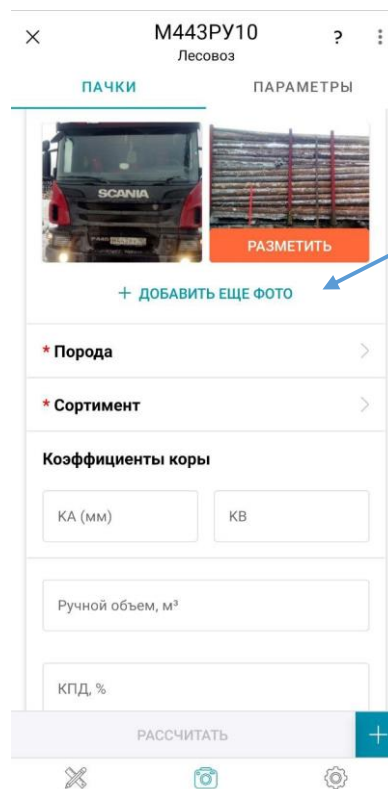 М443РУ10
?
Лесовоз
ПАЧКИ
ПАРАМЕТРЫ
SCANIA
РАЗМЕТИТЬ
+ ДОБАВИТЬ ЕЩЕ ФОТО
* Порода
* Сортимент
Коэффициенты коры
КА (мм)
КВ
Ручной объем, м³
КПД, %
РАССЧИТАТЬ
+